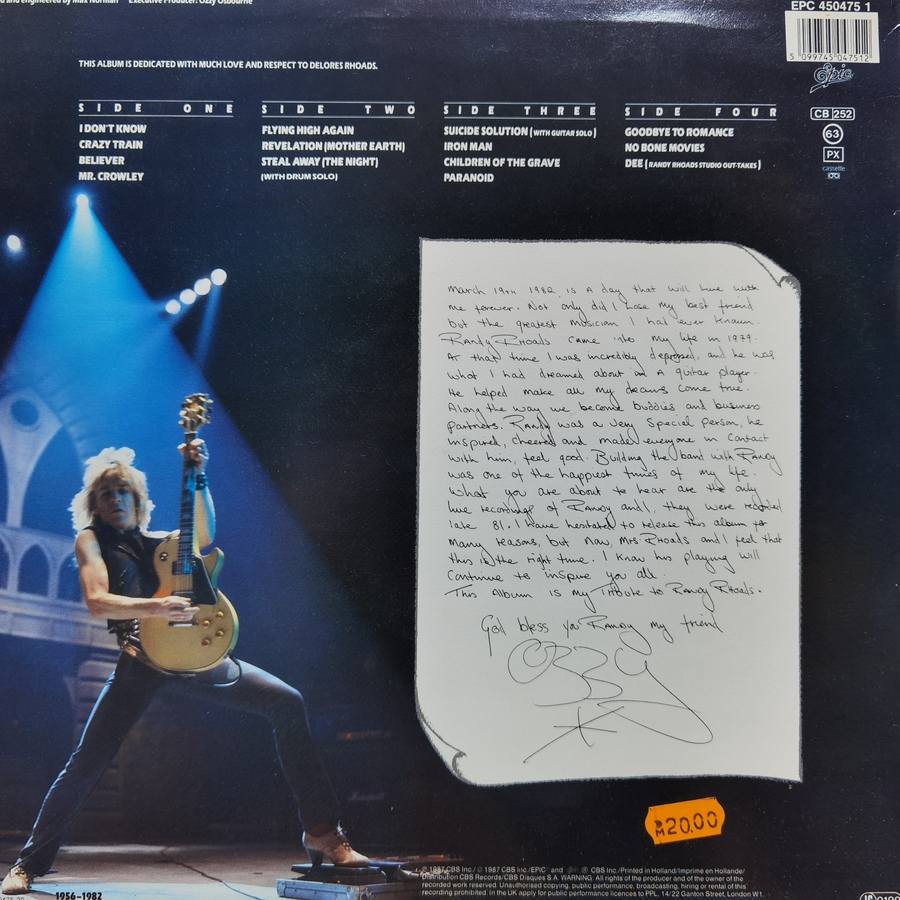 and engineered by Max Norman Executive Producer: Ozzy Osbourne
EPC 450475 1
5 099745 047512
Epic
THIS ALBUM IS DEDICATED WITH MUCH LOVE AND RESPECT TO DELORES RHOADS.
SIDE ONE
I DON'T KNOW
CRAZY TRAIN
BELIEVER
MR. CROWLEY
SIDE TWO
FLYING HIGH AGAIN
REVELATION (MOTHER EARTH)
STEAL AWAY (THE NIGHT)
(WITH DRUM SOLO)
SIDE THREE
SUICIDE SOLUTION (WITH GUITAR SOLO)
IRON MAN
CHILDREN OF THE GRAVE
PARANOID
SIDE FOUR
GOODBYE TO ROMANCE
NO BONE MOVIES
DEE (RANDY RHOADS STUDIO OUT-TAKES)
CB 252
63
PX
cassette
March 19TH 1982 is A day that will live with
me forever. Not only did I lose my best friend
but the greatest musician I had ever known.
Randy Rhoads came into my life in 1979.
At that time I was incredibly depressed, and he was
what I had dreamed about in A guitar player.
He helped make all my dreams come true.
Along the way we become buddies and business
partners. Randy was a very special person, he
inspired, cheered and made everyone in contact
with him, feel good. Building the band with Randy
was one of the happiest times of my life.
What you are about to hear are the only
live recordings of Randy and I, they were recorded
late 81. I have hesitated to release this album for
many reasons, but now, Mrs Rhoads and I feel that
this is the right time. I know his playing will
continue to inspire you all.
This Album is my Tribute to Randy Rhoads.
God bless you Randy my friend
Ozzy
20.00
1956-1982
℗ 1987 CBS Inc./© 1987 CBS Inc./EPIC and CBS Inc./Printed in Holland/Imprimé en Hollande/
Distribution CBS Records/CBS Disques S.A. WARNING: All rights of the producer and of the owner of the
recorded work reserved. Unauthorised copying, public performance, broadcasting, hiring or rental of this
recording prohibited. In the UK apply for public performance licences to PPL, 14/22 Ganton Street, London W1.